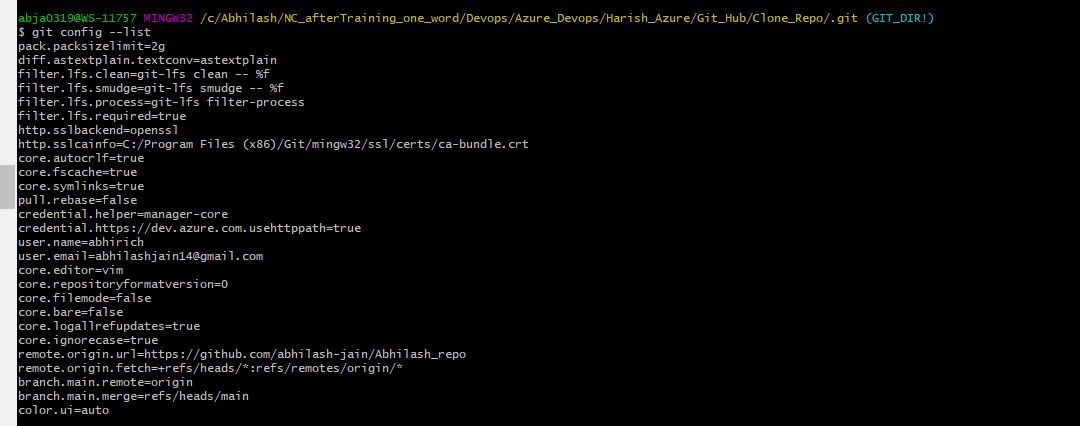 abja0319@WS-11757 MINGW32 /c/Abhilash/NC_afterTraining_one_word/Devops/Azure_Devops/Harish_Azure/Git_Hub/Clone_Repo/.git (GIT_DIR!)
$ git config --list
pack.packsizelimit=2g
diff.astextplain.textconv=astextplain
filter.lfs.clean=git-lfs clean -- %f
filter.lfs.smudge=git-lfs smudge -- %f
filter.lfs.process=git-lfs filter-process
filter.lfs.required=true
http.sslbackend=openssl
http.sslcainfo=C:/Program Files (x86)/Git/mingw32/ssl/certs/ca-bundle.crt
core.autocrlf=true
core.fscache=true
core.symlinks=true
pull.rebase=false
credential.helper=manager-core
credential.https://dev.azure.com.usehttppath=true
user.name=abhirich
user.email=abhilashjain14@gmail.com
core.editor=vim
core.repositoryformatversion=0
core.filemode=false
core.bare=false
core.logallrefupdates=true
core.ignorecase=true
remote.origin.url=https://github.com/abhilash-jain/Abhilash_repo
remote.origin.fetch=+refs/heads/*:refs/remotes/origin/*
branch.main.remote=origin
branch.main.merge=refs/heads/main
color.ui=auto